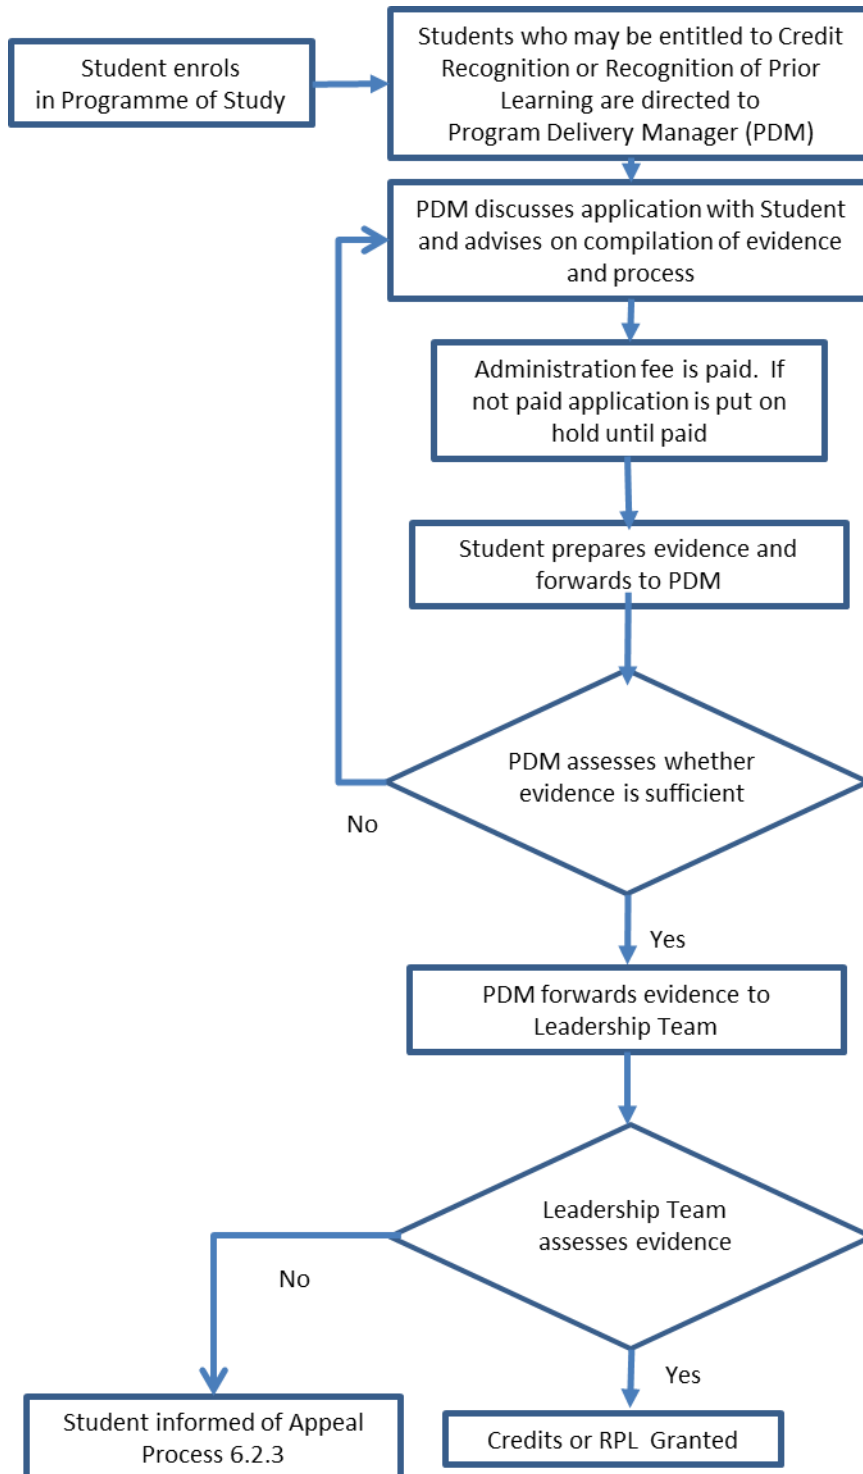 Student enrols
in Programme of Study
Students who may be entitled to Credit
Recognition or Recognition of Prior
Learning are directed to
Program Delivery Manager (PDM)
PDM discusses application with Student
and advises on compilation of evidence
and process
Administration fee is paid.  If
not paid application is put on
hold until paid
Student prepares evidence and
forwards to PDM
PDM assesses whether
evidence is sufficient
No
Yes
PDM forwards evidence to
Leadership Team
Leadership Team
assesses evidence
No
Yes
Student informed of Appeal
Process 6.2.3
Credits or RPL  Granted